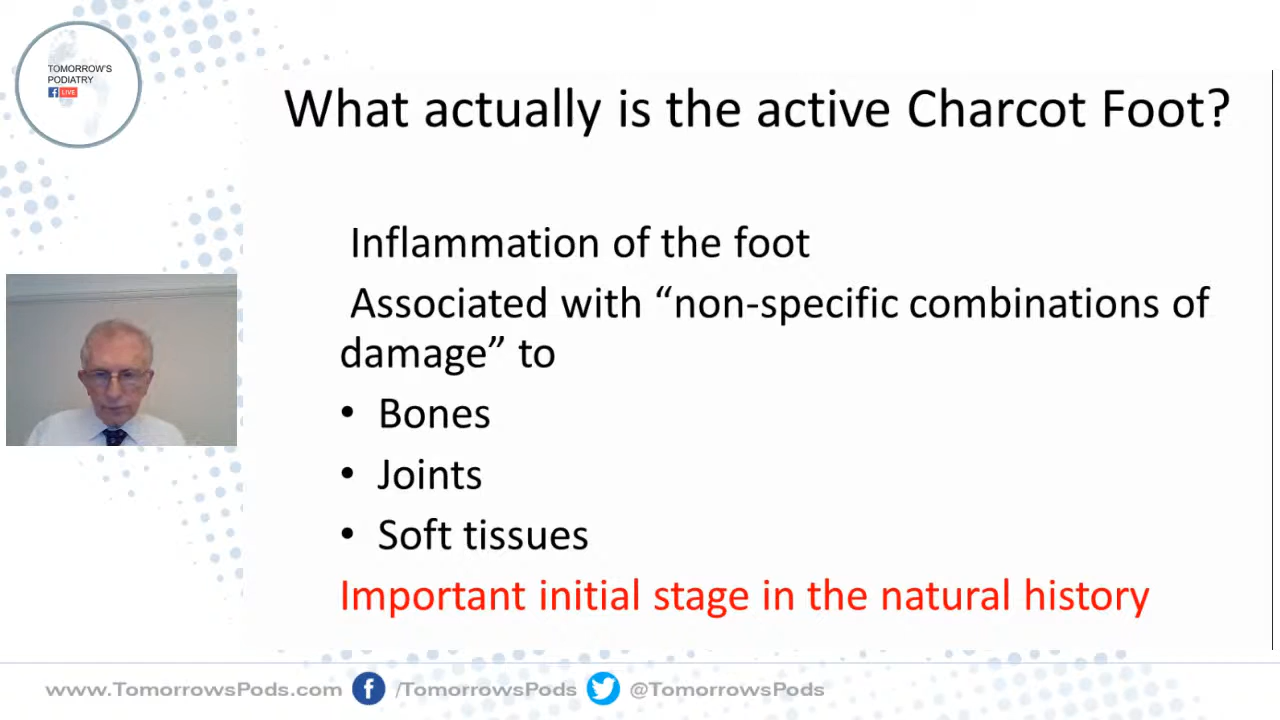 TOMORROW'S
PODIATRY
f LIVE
What actually is the active Charcot Foot?
Inflammation of the foot
Associated with “non-specific combinations of
damage” to
• Bones
• Joints
• Soft tissues
Important initial stage in the natural history
www.TomorrowsPods.com /TomorrowsPods @TomorrowsPods